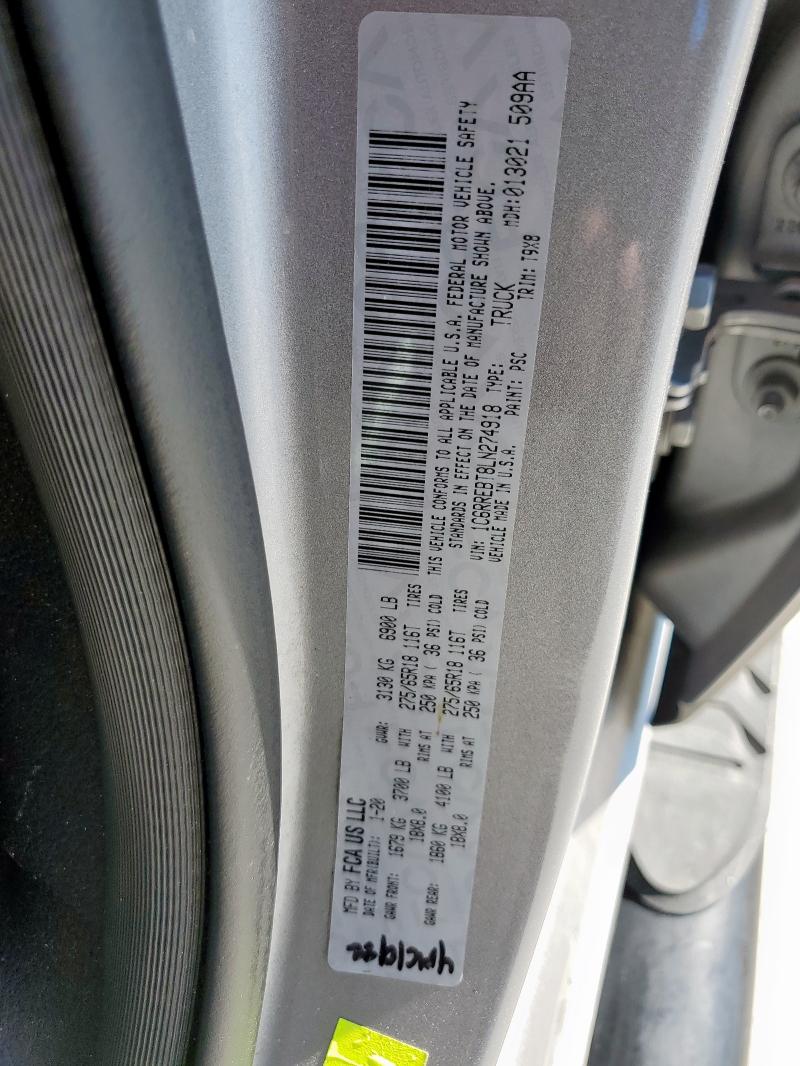 MFD BY FCA US LLC
DATE OF MFR(BUILT): 1-20 GVWR: 3130 KG 6900 LB
GAWR FRONT: 1679 KG 3700 LB WITH 275/65R18 116T TIRES
18X8.0 RIMS AT 250 KPA ( 36 PSI) COLD
GAWR REAR: 1860 KG 4100 LB WITH 275/65R18 116T TIRES
18X8.0 RIMS AT 250 KPA ( 36 PSI) COLD
THIS VEHICLE CONFORMS TO ALL APPLICABLE U.S.A. FEDERAL MOTOR VEHICLE SAFETY
STANDARDS IN EFFECT ON THE DATE OF MANUFACTURE SHOWN ABOVE.
VIN: 1C6RREBT8LN274918 TYPE: TRUCK MDH:013021 509AA
VEHICLE MADE IN U.S.A. PAINT: PSC TRIM: T9X8